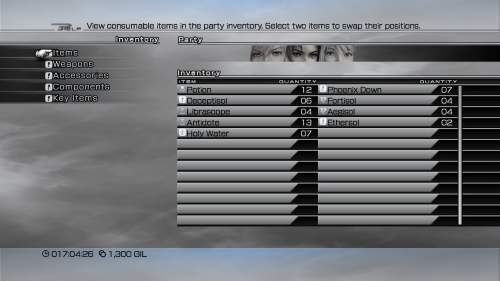 View consumable items in the party inventory. Select two items to swap their positions.
Inventory Party
Items
Weapons
Accessories
Components
Key Items
Inventory
ITEM QUANTITY QUANTITY
Potion 12 Phoenix Down 07
Deceptisol 06 Fortisol 04
Librascope 04 Aegisol 04
Antidote 13 Ethersol 02
Holy Water 07
017:04:26 1,300 GIL